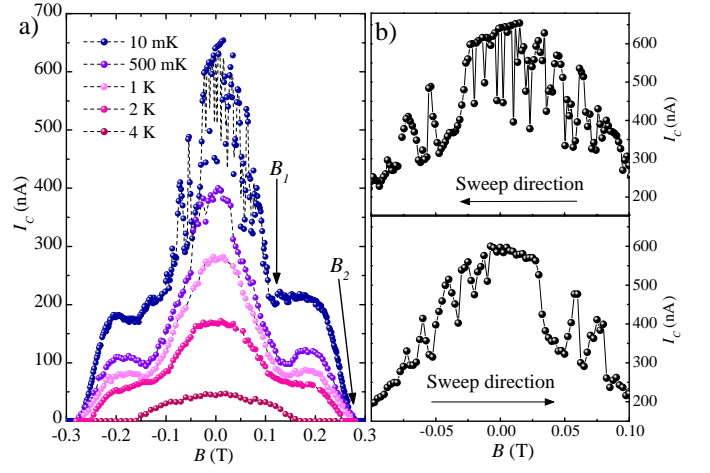 a)
700
600
500
400
300
200
100
0
I_C (nA)
10 mK
500 mK
1 K
2 K
4 K
B_1
B_2
-0.3 -0.2 -0.1 0.0 0.1 0.2 0.3
B (T)
b)
600
500
400
300
200
I_C (nA)
Sweep direction
600
500
400
300
200
I_C (nA)
Sweep direction
-0.05 0.00 0.05 0.10
B (T)